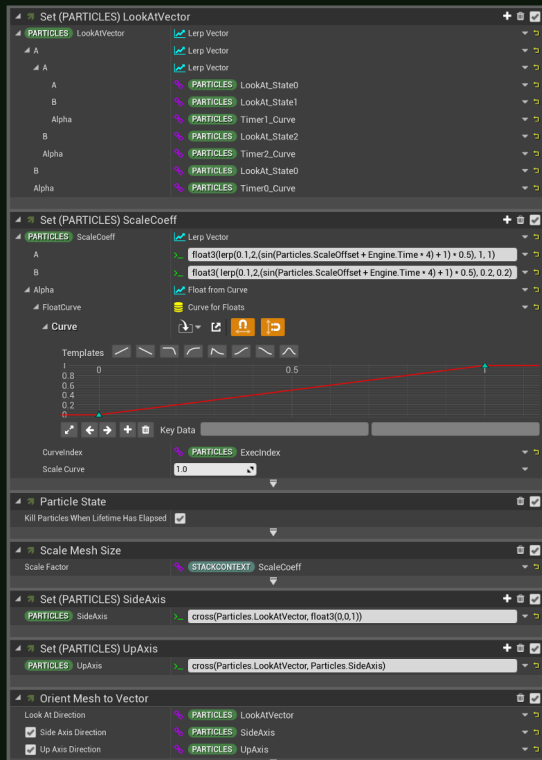 Set (PARTICLES) LookAtVector
PARTICLES LookAtVector Lerp Vector
A Lerp Vector
A Lerp Vector
A PARTICLES LookAt_State0
B PARTICLES LookAt_State1
Alpha PARTICLES Timer1_Curve
B PARTICLES LookAt_State2
Alpha PARTICLES Timer2_Curve
B PARTICLES LookAt_State0
Alpha PARTICLES Timer0_Curve
Set (PARTICLES) ScaleCoeff
PARTICLES ScaleCoeff Lerp Vector
A float3(lerp(0.1,2,(sin(Particles.ScaleOffset + Engine.Time * 4) + 1) * 0.5), 1, 1)
B float3( lerp(0.1,2,(sin(Particles.ScaleOffset + Engine.Time * 4) + 1) * 0.5), 0.2, 0.2)
Alpha Float from Curve
FloatCurve Curve for Floats
Curve
Templates
1 0 0.5 1
0.8
0.6
0.4
0.2
0
Key Data
CurveIndex PARTICLES ExecIndex
Scale Curve 1.0
Particle State
Kill Particles When Lifetime Has Elapsed
Scale Mesh Size
Scale Factor STACKCONTEXT ScaleCoeff
Set (PARTICLES) SideAxis
PARTICLES SideAxis cross(Particles.LookAtVector, float3(0,0,1))
Set (PARTICLES) UpAxis
PARTICLES UpAxis cross(Particles.LookAtVector, Particles.SideAxis)
Orient Mesh to Vector
Look At Direction PARTICLES LookAtVector
Side Axis Direction PARTICLES SideAxis
Up Axis Direction PARTICLES UpAxis